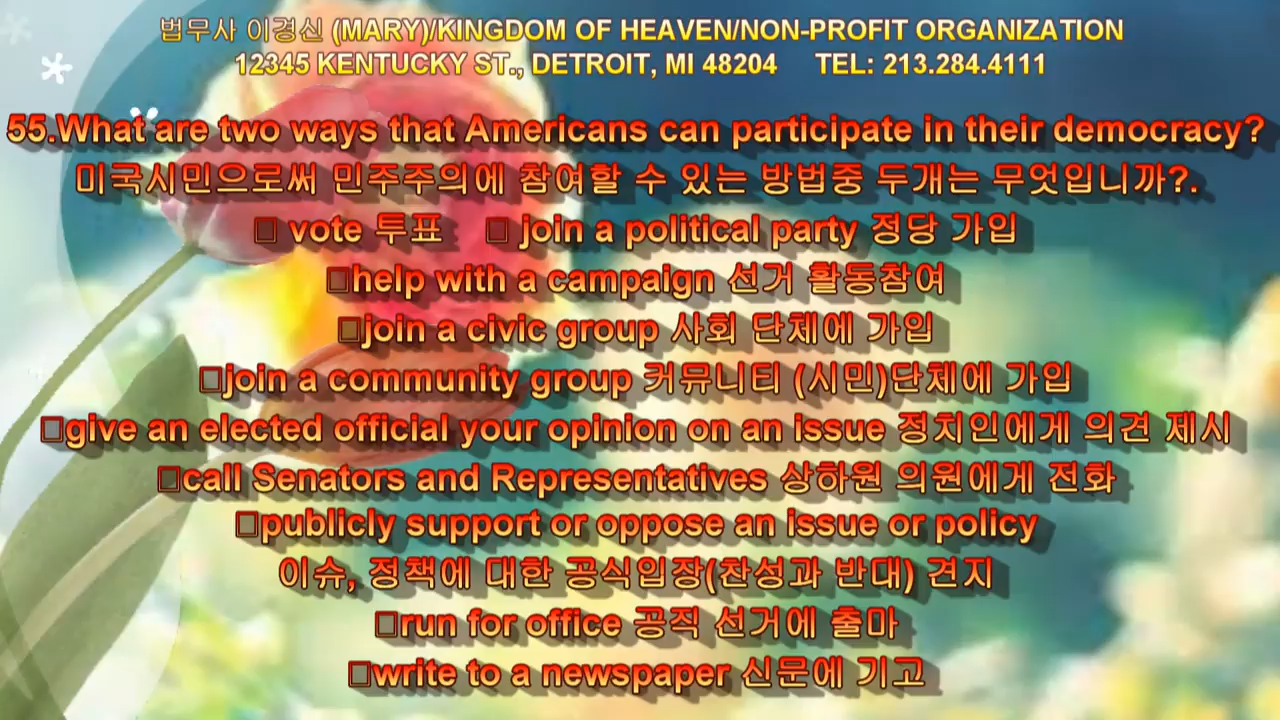 법무사 이경신 (MARY)/KINGDOM OF HEAVEN/NON-PROFIT ORGANIZATION
12345 KENTUCKY ST., DETROIT, MI 48204 TEL: 213.284.4111
55.What are two ways that Americans can participate in their democracy?
미국시민으로써 민주주의에 참여할 수 있는 방법중 두개는 무엇입니까?.
□ vote 투표 □ join a political party 정당 가입
□help with a campaign 선거 활동참여
□join a civic group 사회 단체에 가입
□join a community group 커뮤니티 (시민)단체에 가입
□give an elected official your opinion on an issue 정치인에게 의견 제시
□call Senators and Representatives 상하원 의원에게 전화
□publicly support or oppose an issue or policy
이슈, 정책에 대한 공식입장(찬성과 반대) 견지
□run for office 공직 선거에 출마
□write to a newspaper 신문에 기고